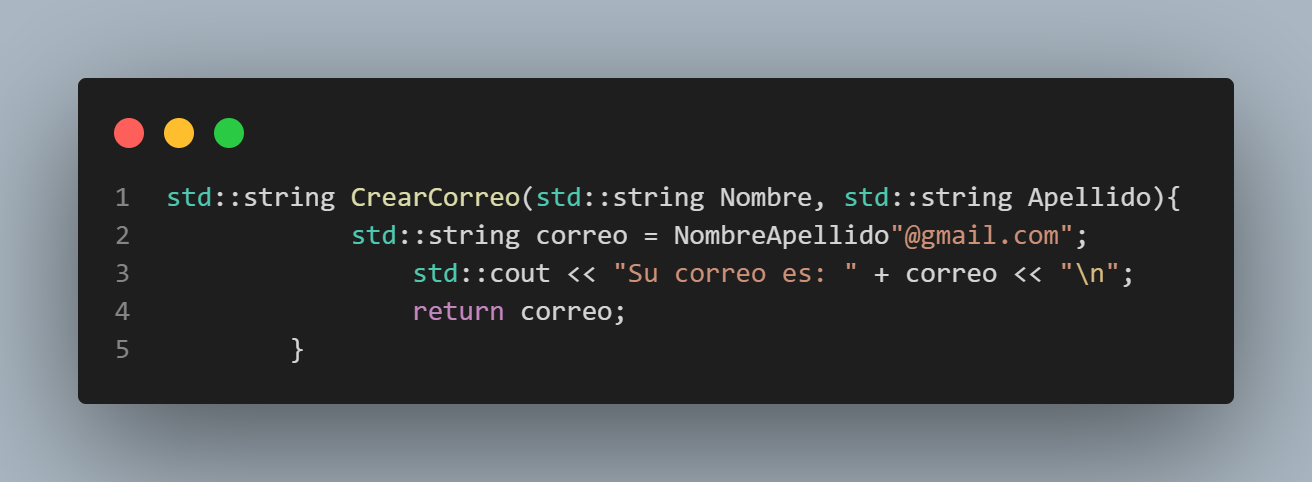 1 std::string CrearCorreo(std::string Nombre, std::string Apellido){
2 std::string correo = NombreApellido"@gmail.com";
3 std::cout << "Su correo es: " + correo << "\n";
4 return correo;
5 }